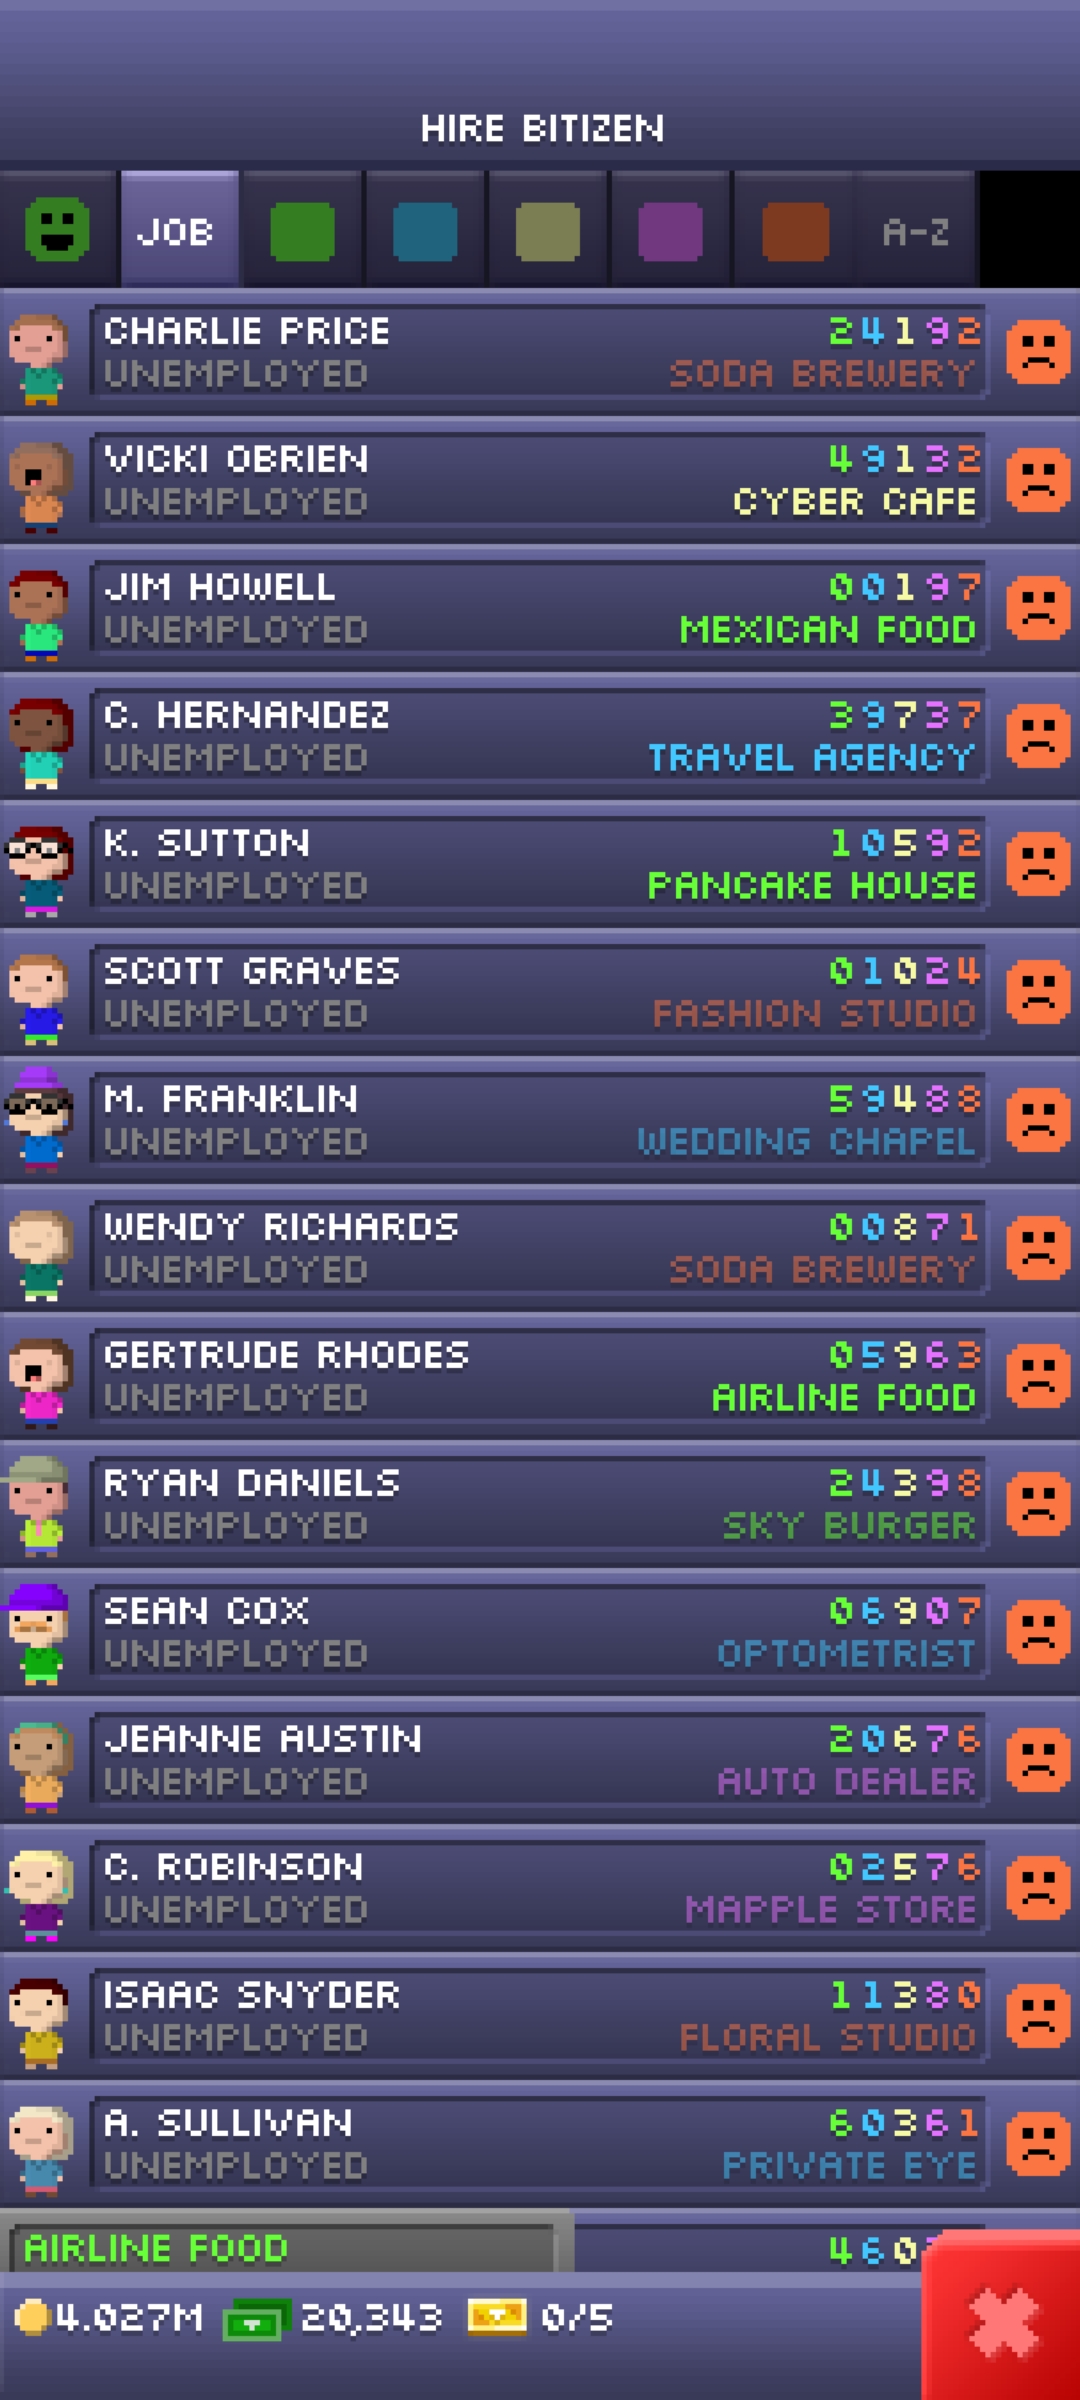 HIRE BITIZEN
JOB A-Z
CHARLIE PRICE 24192
UNEMPLOYED SODA BREWERY
VICKI OBRIEN 49132
UNEMPLOYED CYBER CAFE
JIM HOWELL 00197
UNEMPLOYED MEXICAN FOOD
C. HERNANDEZ 39737
UNEMPLOYED TRAVEL AGENCY
K. SUTTON 10592
UNEMPLOYED PANCAKE HOUSE
SCOTT GRAVES 01024
UNEMPLOYED FASHION STUDIO
M. FRANKLIN 59488
UNEMPLOYED WEDDING CHAPEL
WENDY RICHARDS 00871
UNEMPLOYED SODA BREWERY
GERTRUDE RHODES 05963
UNEMPLOYED AIRLINE FOOD
RYAN DANIELS 24398
UNEMPLOYED SKY BURGER
SEAN COX 06907
UNEMPLOYED OPTOMETRIST
JEANNE AUSTIN 20676
UNEMPLOYED AUTO DEALER
C. ROBINSON 02576
UNEMPLOYED MAPPLE STORE
ISAAC SNYDER 11380
UNEMPLOYED FLORAL STUDIO
A. SULLIVAN 60361
UNEMPLOYED PRIVATE EYE
AIRLINE FOOD 460
4.027M 20,343 0/5